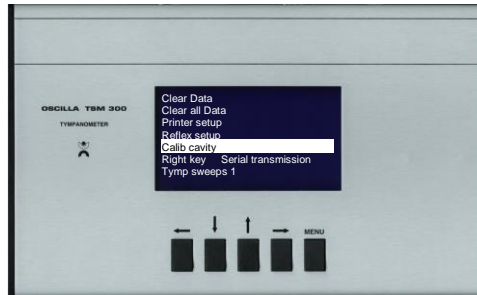 OSCILLA TSM 300
TYMPANOMETER
Clear Data
Clear all Data
Printer setup
Reflex setup
Calib cavity
Right key Serial transmission
Tymp sweeps 1
← ↓ ↑ → MENU